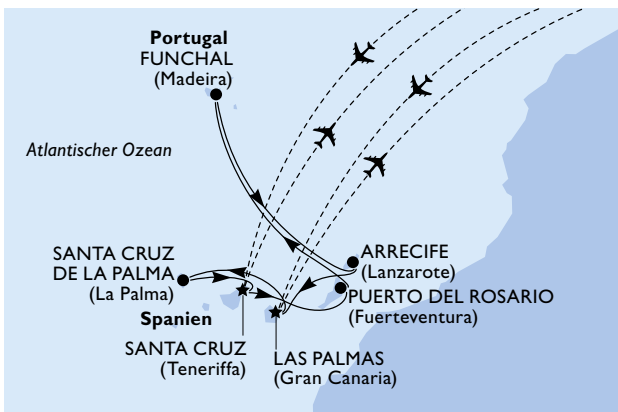 Portugal
FUNCHAL
(Madeira)
Atlantischer Ozean
SANTA CRUZ
DE LA PALMA
(La Palma)
ARRECIFE
(Lanzarote)
PUERTO DEL ROSARIO
(Fuerteventura)
Spanien
SANTA CRUZ
(Teneriffa)
LAS PALMAS
(Gran Canaria)